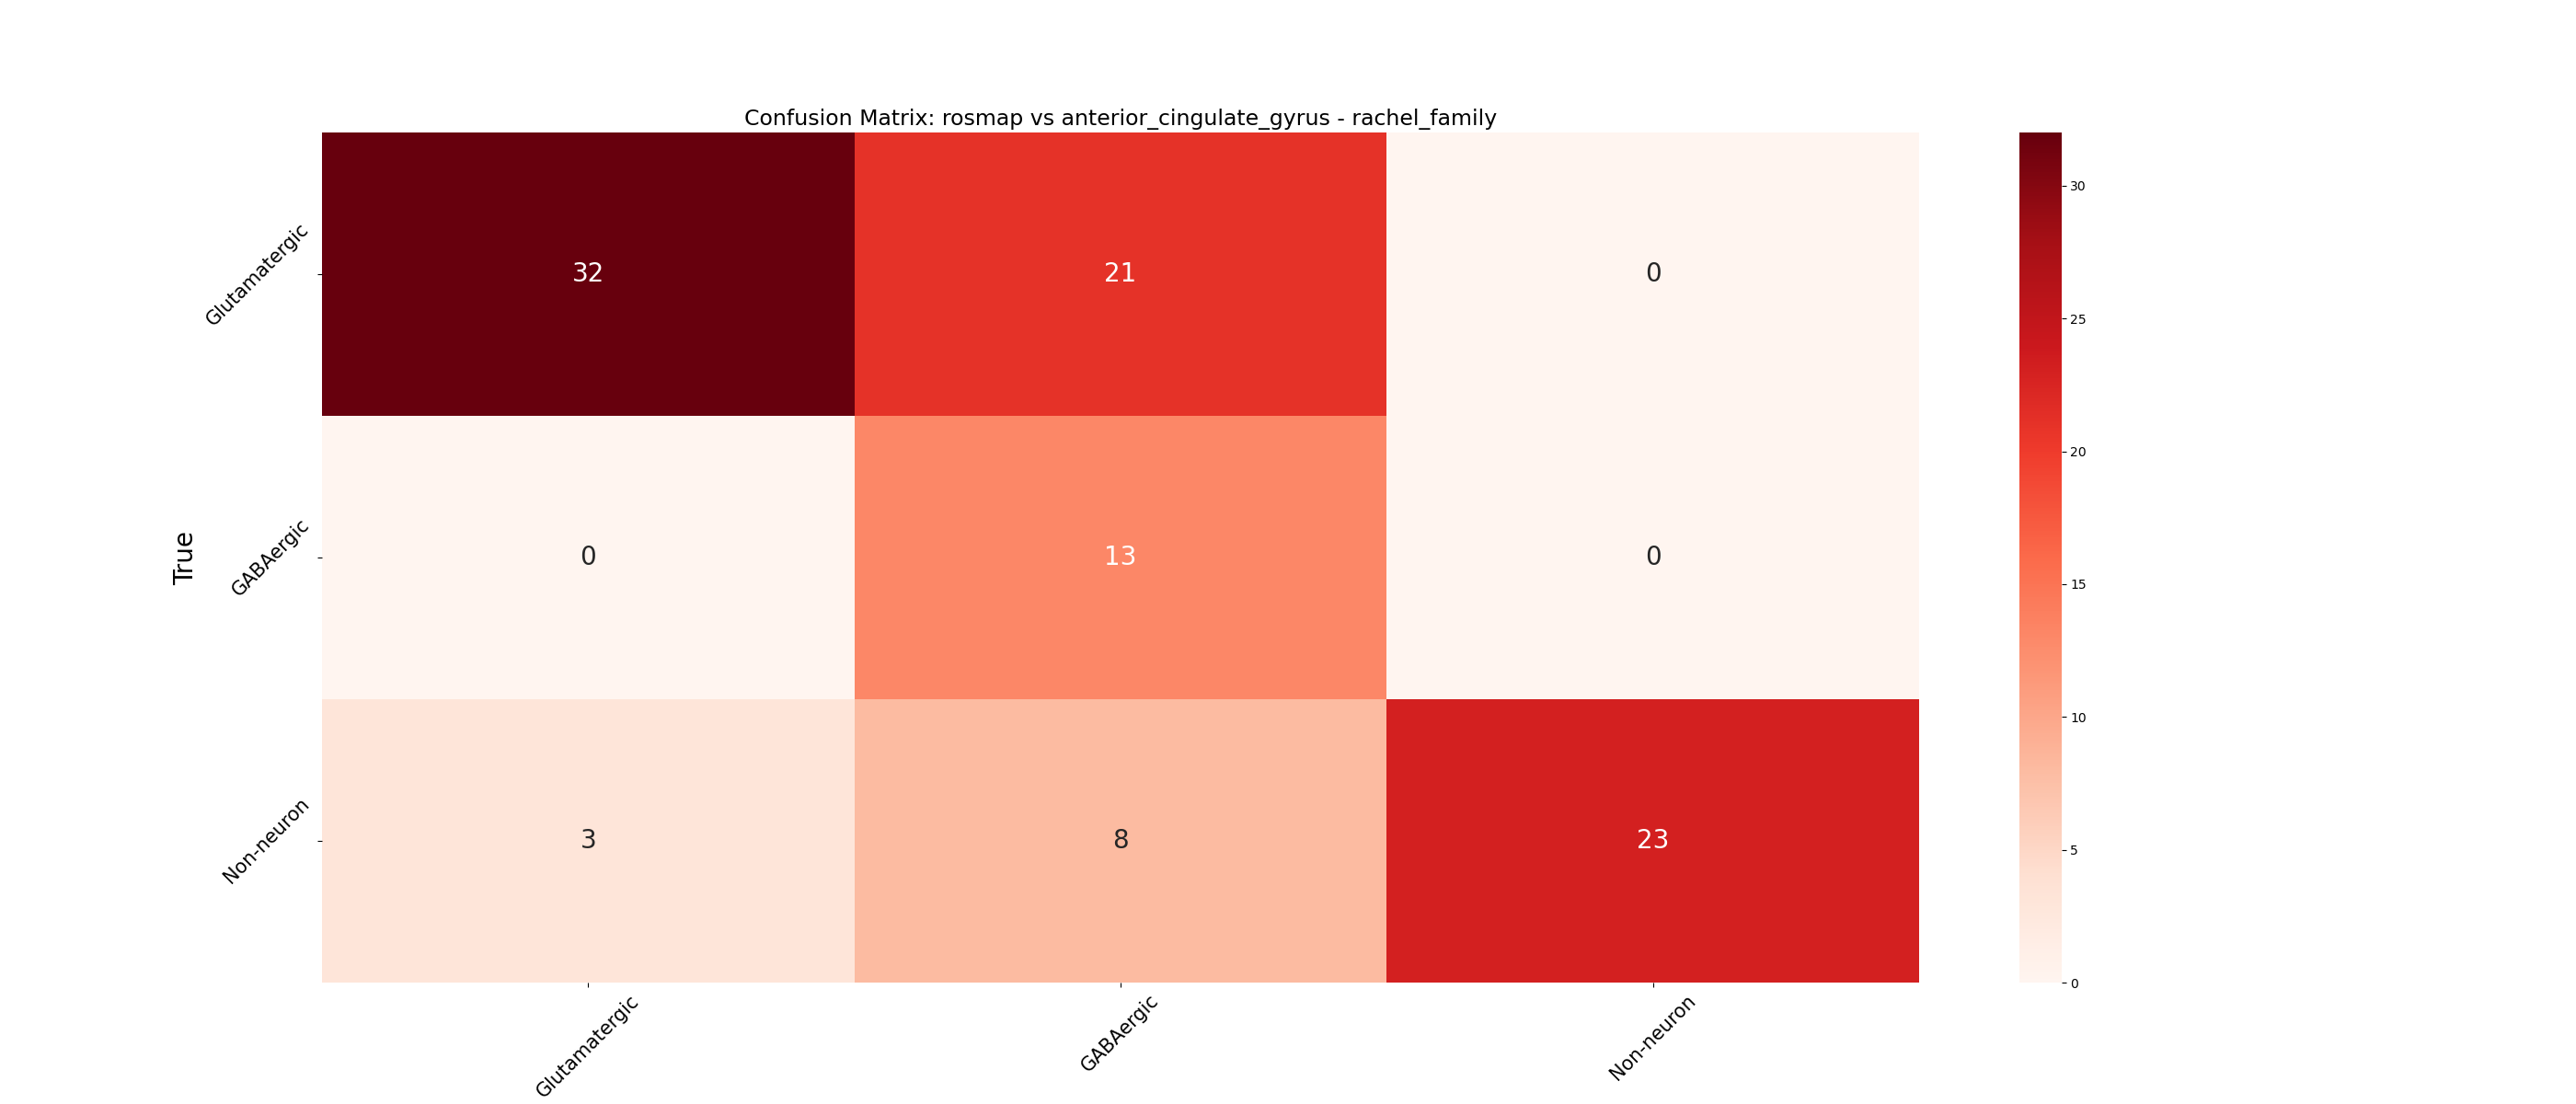 Confusion Matrix: rosmap vs anterior_cingulate_gyrus - rachel_family
True
Glutamatergic
32
21
0
GABAergic
0
13
0
Non-neuron
3
8
23
Glutamatergic
GABAergic
Non-neuron
30
25
20
15
10
5
0